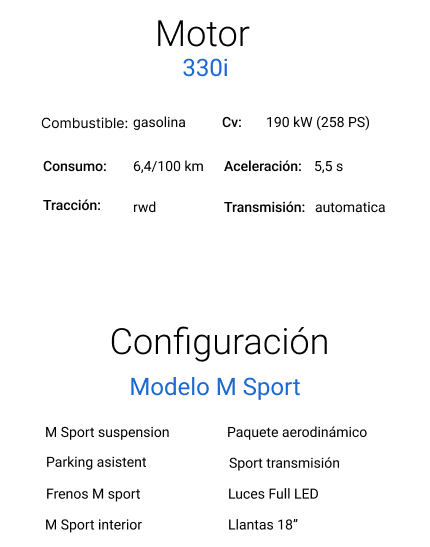 Motor
330i
Combustible: gasolina Cv: 190 kW (258 PS)
Consumo: 6,4/100 km Aceleración: 5,5 s
Tracción: rwd Transmisión: automatica
Configuración
Modelo M Sport
M Sport suspension Paquete aerodinámico
Parking asistent Sport transmisión
Frenos M sport Luces Full LED
M Sport interior Llantas 18”